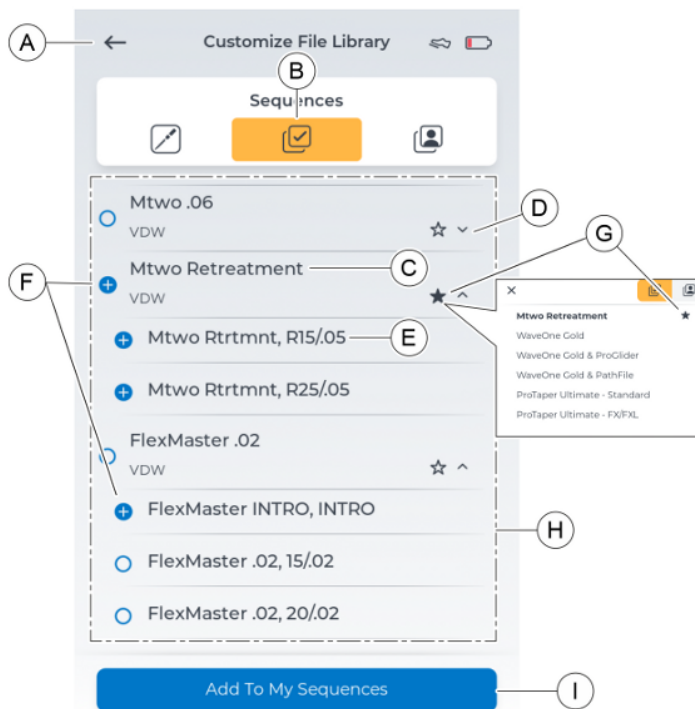 A
Customize File Library
B
Sequences
Mtwo .06
VDW
D
G
Mtwo Retreatment
C
VDW
F
Mtwo Rtrtmnt, R15/.05
E
Mtwo Rtrtmnt, R25/.05
FlexMaster .02
VDW
FlexMaster INTRO, INTRO
H
FlexMaster .02, 15/.02
FlexMaster .02, 20/.02
Add To My Sequences
I
Mtwo Retreatment
WaveOne Gold
WaveOne Gold & ProGlider
WaveOne Gold & PathFile
ProTaper Ultimate - Standard
ProTaper Ultimate - FX/FXL